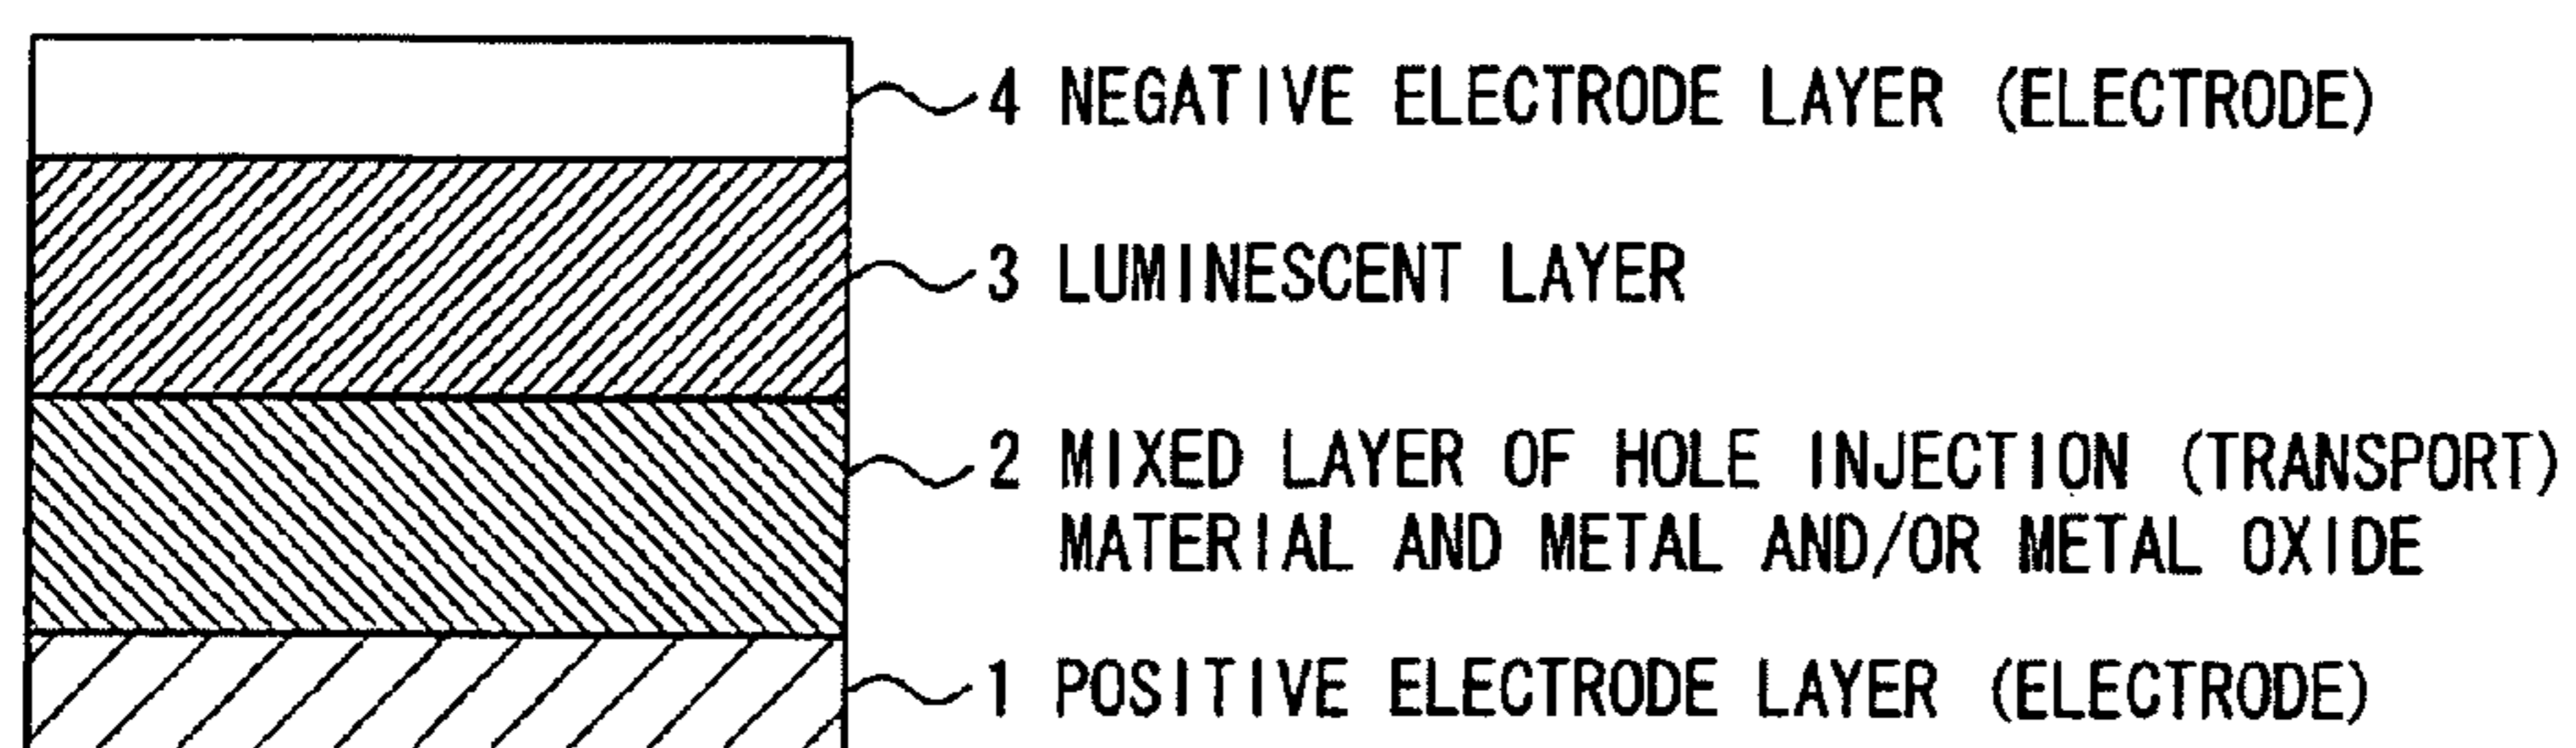 4 NEGATIVE ELECTRODE LAYER (ELECTRODE)
3 LUMINESCENT LAYER
2 MIXED LAYER OF HOLE INJECTION (TRANSPORT)
MATERIAL AND METAL AND/OR METAL OXIDE
1 POSITIVE ELECTRODE LAYER (ELECTRODE)